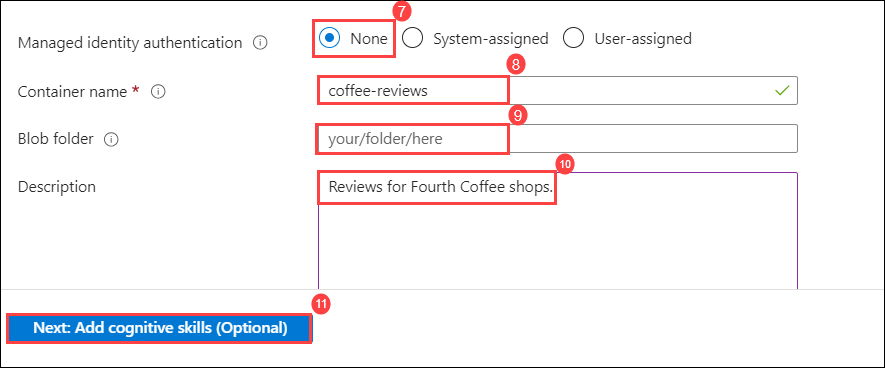 7
Managed identity authentication None System-assigned User-assigned
8
Container name * coffee-reviews
9
Blob folder your/folder/here
10
Description Reviews for Fourth Coffee shops.
11
Next: Add cognitive skills (Optional)